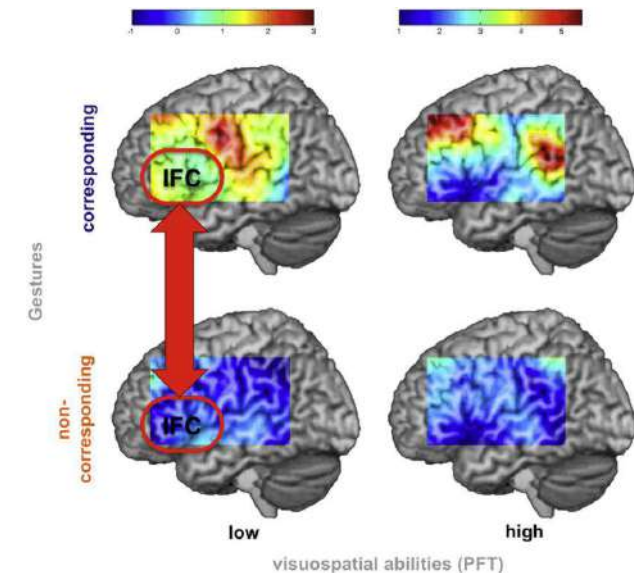 -1 0 1 2 3
1 2 3 4 5
corresponding
IFC
Gestures
non-
corresponding
IFC
low
high
visuospatial abilities (PFT)